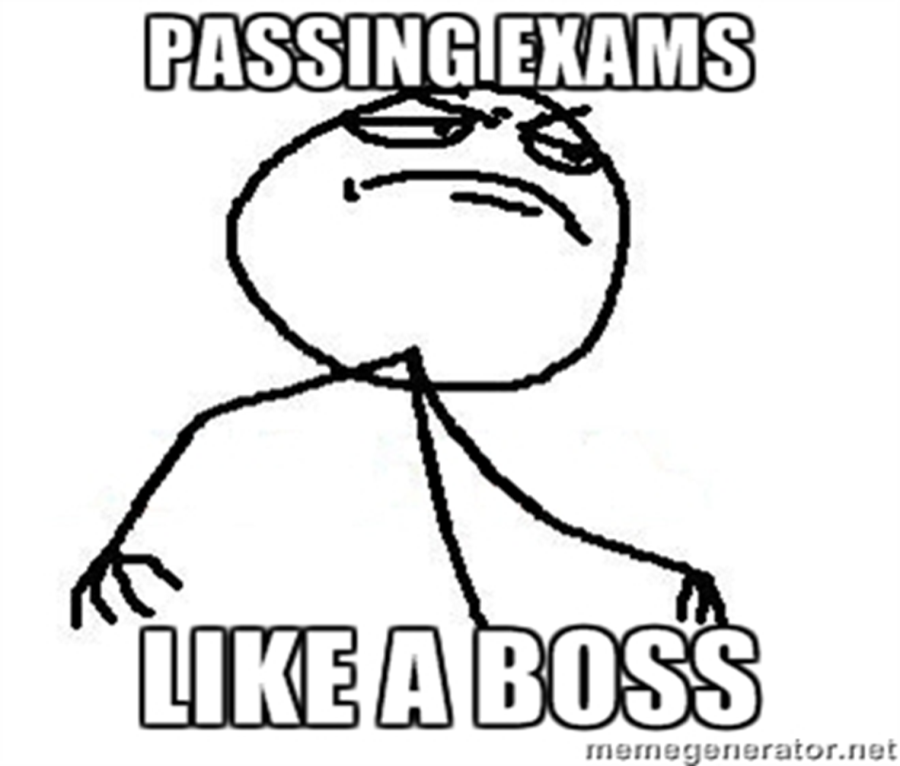 PASSING EXAMS
LIKE A BOSS
memegenerator.net